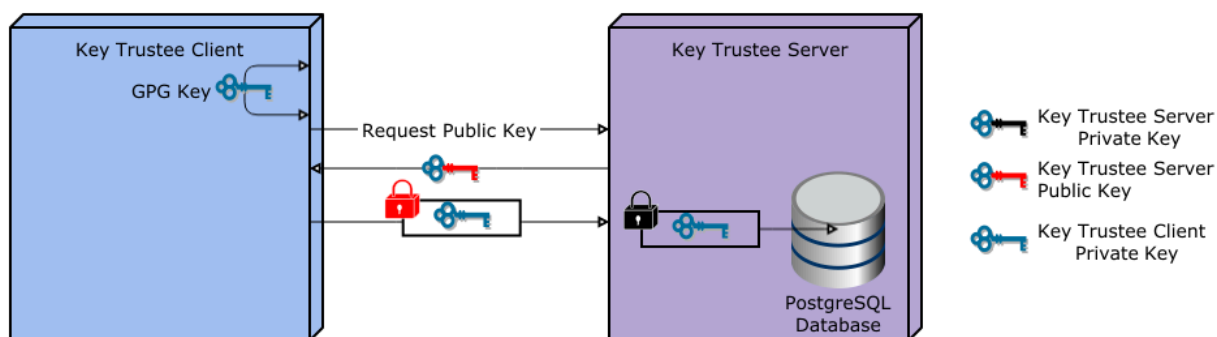 Key Trustee Client
GPG Key
Request Public Key
Key Trustee Server
PostgreSQL
Database
Key Trustee Server
Private Key
Key Trustee Server
Public Key
Key Trustee Client
Private Key